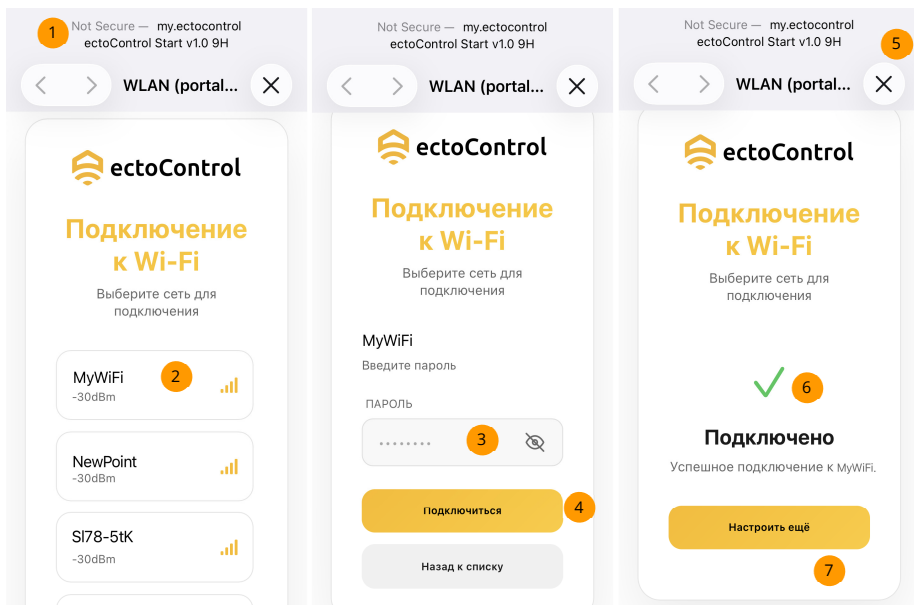 1
Not Secure — my.ectocontrol
ectoControl Start v1.0 9H
WLAN (portal...
ectoControl
Подключение
к Wi-Fi
Выберите сеть для
подключения
MyWiFi
2
-30dBm
NewPoint
-30dBm
Sl78-5tK
-30dBm
Not Secure — my.ectocontrol
ectoControl Start v1.0 9H
WLAN (portal...
ectoControl
Подключение
к Wi-Fi
Выберите сеть для
подключения
MyWiFi
Введите пароль
ПАРОЛЬ
3
Подключиться
4
Назад к списку
Not Secure — my.ectocontrol
ectoControl Start v1.0 9H
5
WLAN (portal...
ectoControl
Подключение
к Wi-Fi
Выберите сеть для
подключения
6
Подключено
Успешное подключение к MyWiFi.
Настроить ещё
7